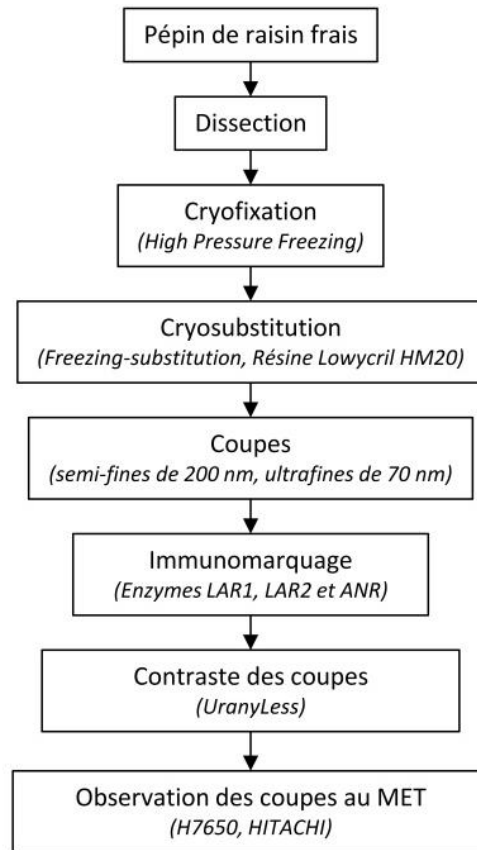 Pépin de raisin frais
Dissection
Cryofixation
(High Pressure Freezing)
Cryosubstitution
(Freezing-substitution, Résine Lowycril HM20)
Coupes
(semi-fines de 200 nm, ultrafines de 70 nm)
Immunomarquage
(Enzymes LAR1, LAR2 et ANR)
Contraste des coupes
(UranyLess)
Observation des coupes au MET
(H7650, HITACHI)